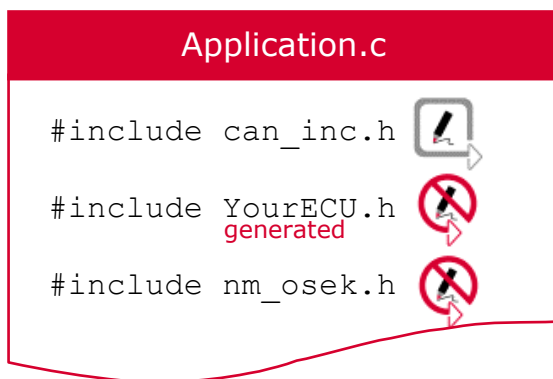 Application.c
#include can_inc.h
#include YourECU.h
generated
#include nm_osek.h